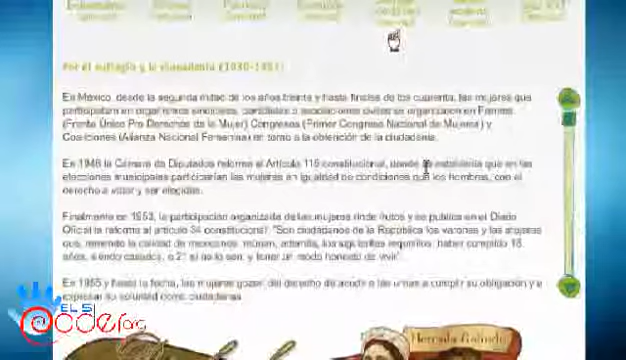 Por el sufragio y la ciudadanía (1930-1953)
En México, desde la segunda mitad de los años treinta y hasta finales de los cuarenta, las mujeres que
participaban en organismos sindicales, partidistas o asociaciones civiles se organizaron en Frentes
(Frente Único Pro Derechos de la Mujer) Congresos (Primer Congreso Nacional de Mujeres) y
Coaliciones (Alianza Nacional Femenina) en torno a la obtención de la ciudadanía.
En 1946 la Cámara de Diputados reforma el Artículo 115 constitucional, donde se establecía que en las
elecciones municipales participarían las mujeres en igualdad de condiciones que los hombres, con el
derecho a votar y ser elegidas.
Finalmente en 1953, la participación organizada de las mujeres rinde frutos y se publica en el Diario
Oficial la reforma al artículo 34 constitucional: "Son ciudadanos de la República los varones y las mujeres
que, teniendo la calidad de mexicanos, reúnan, además, los siguientes requisitos: haber cumplido 18
años, siendo casados, o 21 si no lo son, y tener un modo honesto de vivir".
En 1955 y hasta la fecha, las mujeres gozan del derecho de acudir a las urnas a cumplir su obligación y a
expresar su voluntad como ciudadanas
EL S
Hermila Galindo